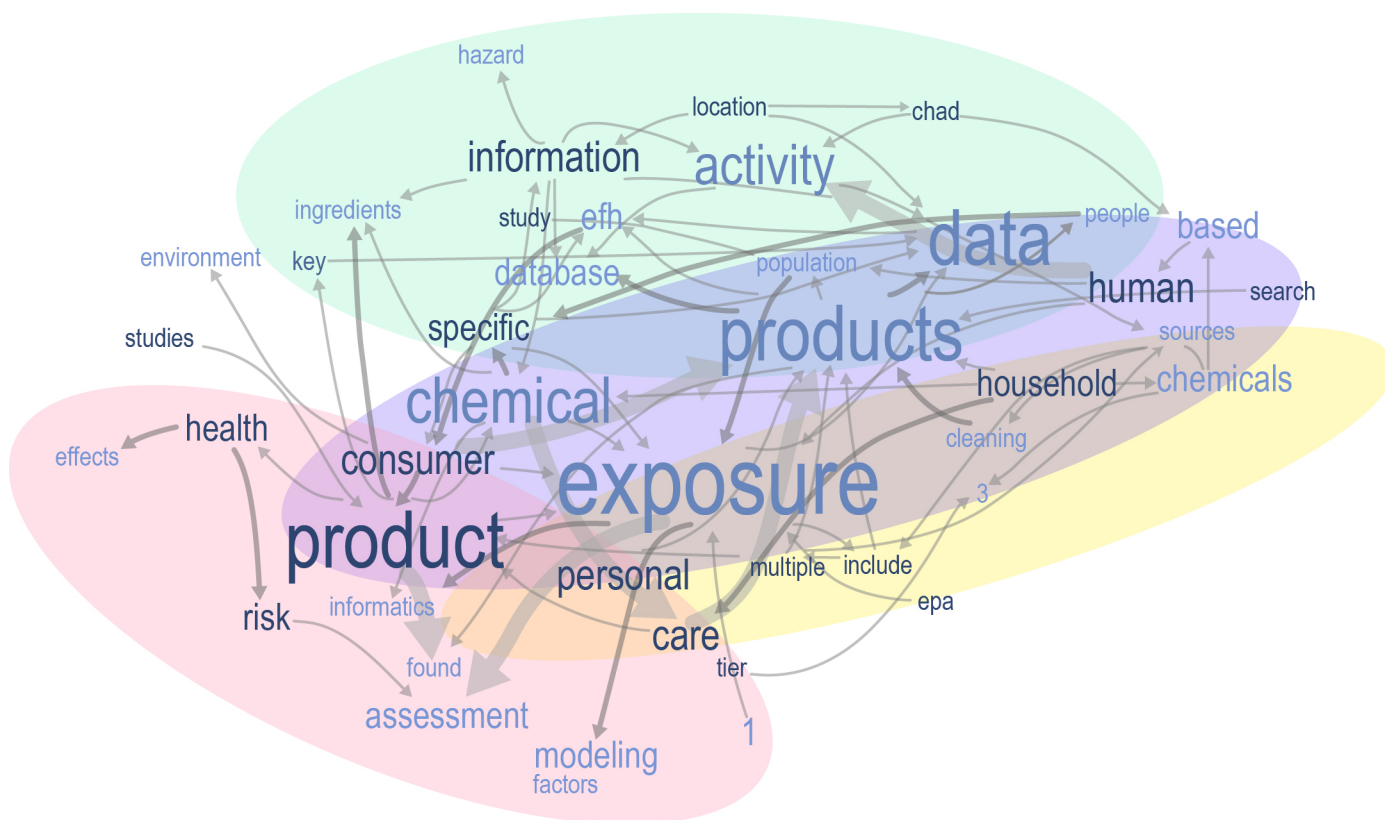 hazard
location
chad
information
activity
ingredients
study
efh
people
based
data
environment
key
database
population
human
search
specific
products
sources
studies
chemical
household
chemicals
health
cleaning
effects
consumer
exposure
3
product
personal
multiple
include
informatics
epa
risk
care
found
tier
assessment
1
modeling
factors